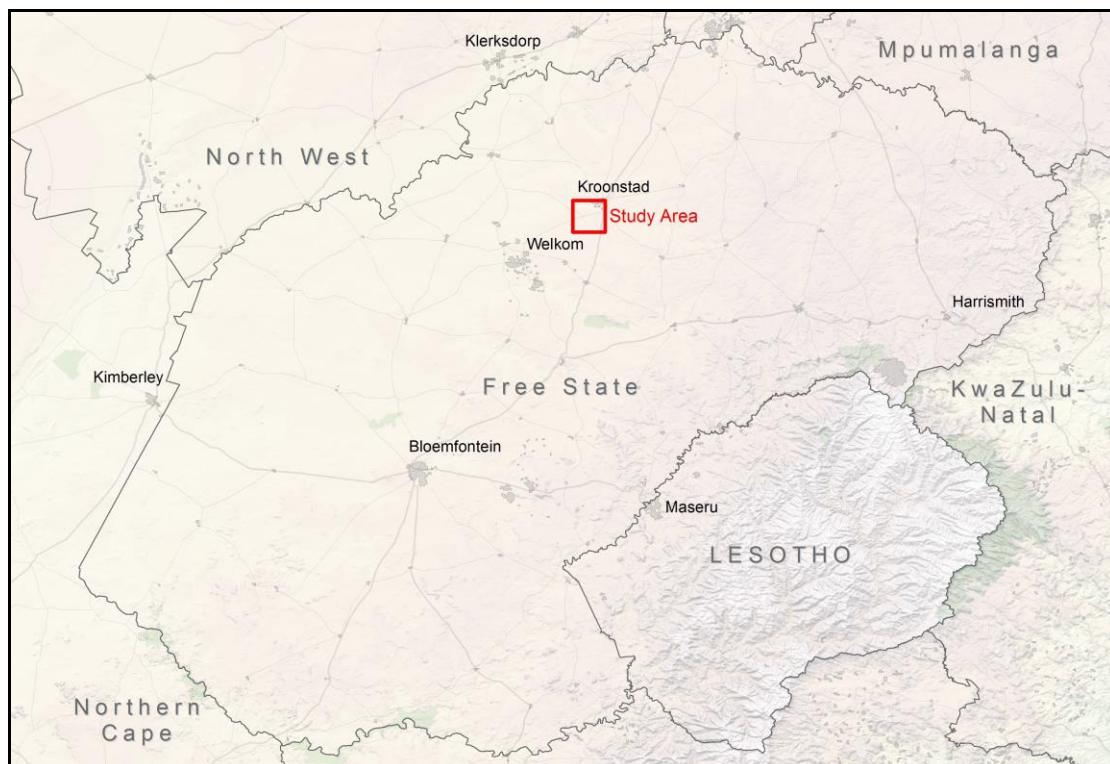 Klerksdorp
Mpumalanga
North West
Kroonstad
Study Area
Welkom
Harrismith
Kimberley
Free State
KwaZulu-
Natal
Bloemfontein
Maseru
LESOTHO
Northern
Cape